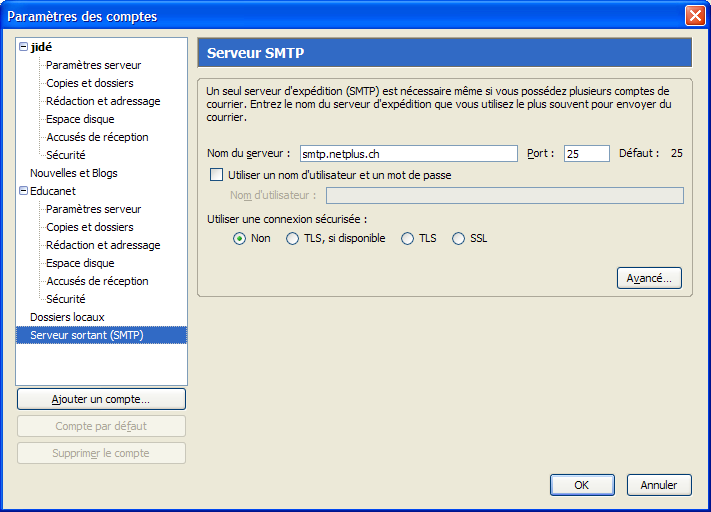 Paramètres des comptes
jidé
Paramètres serveur
Copies et dossiers
Rédaction et adressage
Espace disque
Accusés de réception
Sécurité
Nouvelles et Blogs
Educanet
Paramètres serveur
Copies et dossiers
Rédaction et adressage
Espace disque
Accusés de réception
Sécurité
Dossiers locaux
Serveur sortant (SMTP)
Ajouter un compte...
Compte par défaut
Supprimer le compte
Serveur SMTP
Un seul serveur d'expédition (SMTP) est nécessaire même si vous possédez plusieurs comptes de
courrier. Entrez le nom du serveur d'expédition que vous utilisez le plus souvent pour envoyer du
courrier.
Nom du serveur : smtp.netplus.ch Port : 25 Défaut : 25
Utiliser un nom d'utilisateur et un mot de passe
Nom d'utilisateur :
Utiliser une connexion sécurisée :
Non TLS, si disponible TLS SSL
Avancé...
OK Annuler